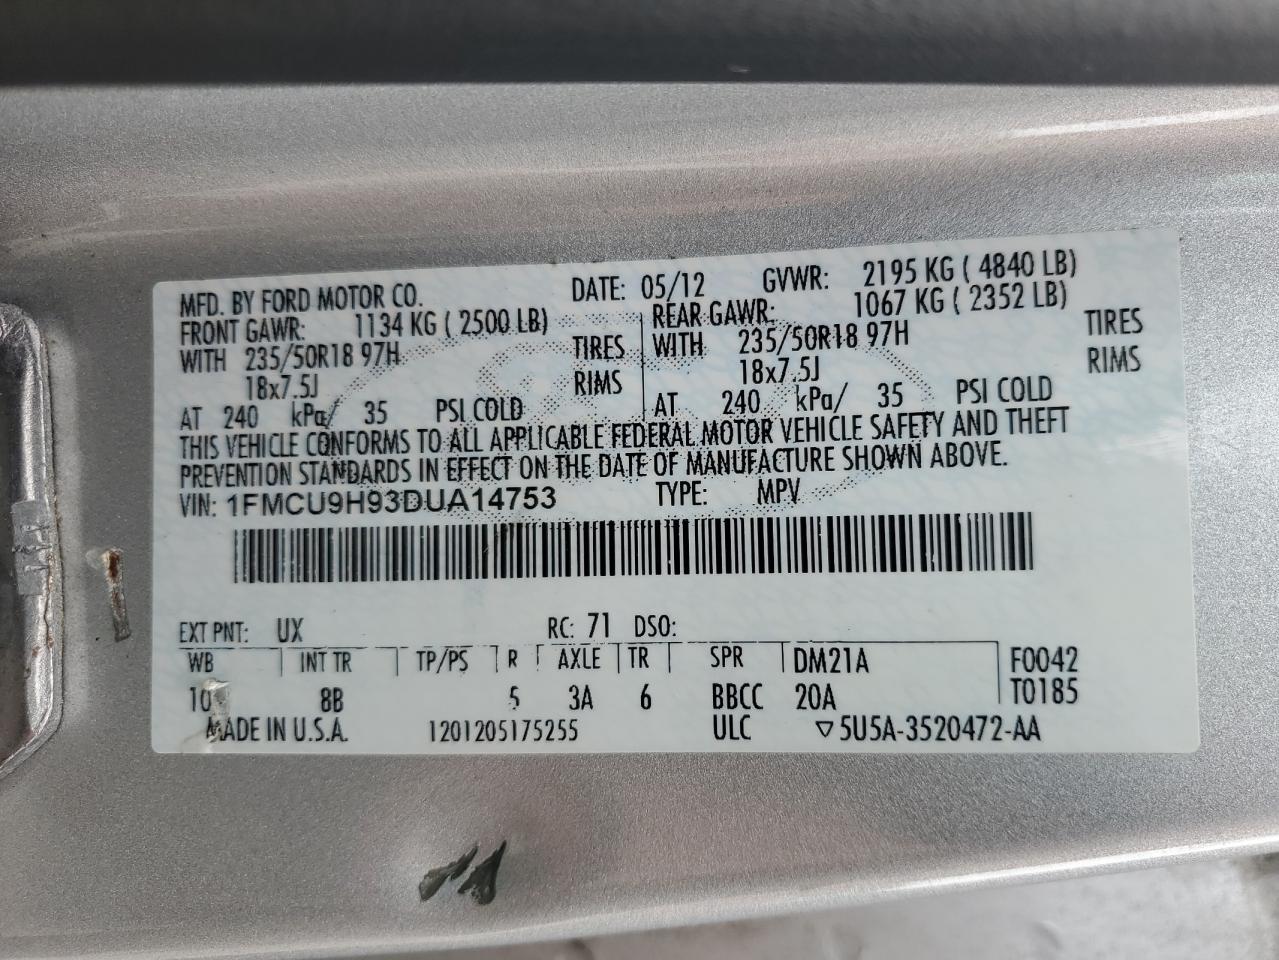 MFD. BY FORD MOTOR CO. DATE: 05/12 GVWR: 2195 KG ( 4840 LB)
FRONT GAWR: 1134 KG ( 2500 LB) REAR GAWR: 1067 KG ( 2352 LB)
WITH 235/50R18 97H TIRES WITH 235/50R18 97H TIRES
18x7.5J RIMS 18x7.5J RIMS
AT 240 kPa/ 35 PSI COLD AT 240 kPa/ 35 PSI COLD
THIS VEHICLE CONFORMS TO ALL APPLICABLE FEDERAL MOTOR VEHICLE SAFETY AND THEFT
PREVENTION STANDARDS IN EFFECT ON THE DATE OF MANUFACTURE SHOWN ABOVE.
VIN: 1FMCU9H93DUA14753 TYPE: MPV
EXT PNT: UX RC: 71 DSO:
WB INT TR TP/PS R AXLE TR SPR DM21A F0042
8B 5 3A 6 BBCC 20A T0185
MADE IN U.S.A. 1201205175255 ULC ▽5U5A-3520472-AA